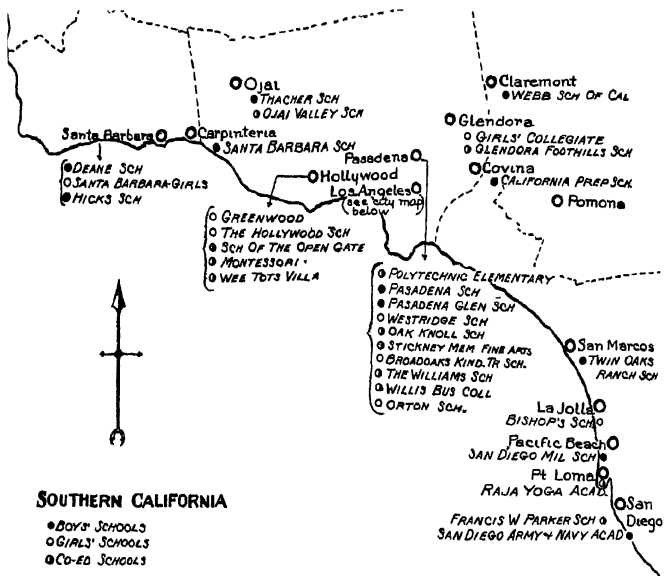 Ojai
Thacher Sch
Ojai Valley Sch
Claremont
Webb Sch of Cal
Glendora
Girls' Collegiate
Glendora Foothills Sch
Covina
California Prep Sch.
Pomona
Santa Barbara
Carpinteria
Santa Barbara Sch
Deane Sch
Santa Barbara-Girls
Hicks Sch
Pasadena
Hollywood
Los Angeles
(see city map
below)
Greenwood
The Hollywood Sch
Sch of the Open Gate
Montessori
Wee Tots Villa
Polytechnic Elementary
Pasadena Sch
Pasadena Glen Sch
Westridge Sch
Oak Knoll Sch
Stickney Mem Fine Arts
Broadoaks Kind. Tr Sch.
The Williams Sch
Willis Bus Coll
Orton Sch.
San Marcos
Twin Oaks
Ranch Sch
La Jolla
Bishop's Sch
Pacific Beach
San Diego Mil Sch
Pt Loma
Raja Yoga Acad.
San
Diego
Francis W Parker Sch
San Diego Army & Navy Acad
Southern California
Boys' Schools
Girls' Schools
Co-ed Schools